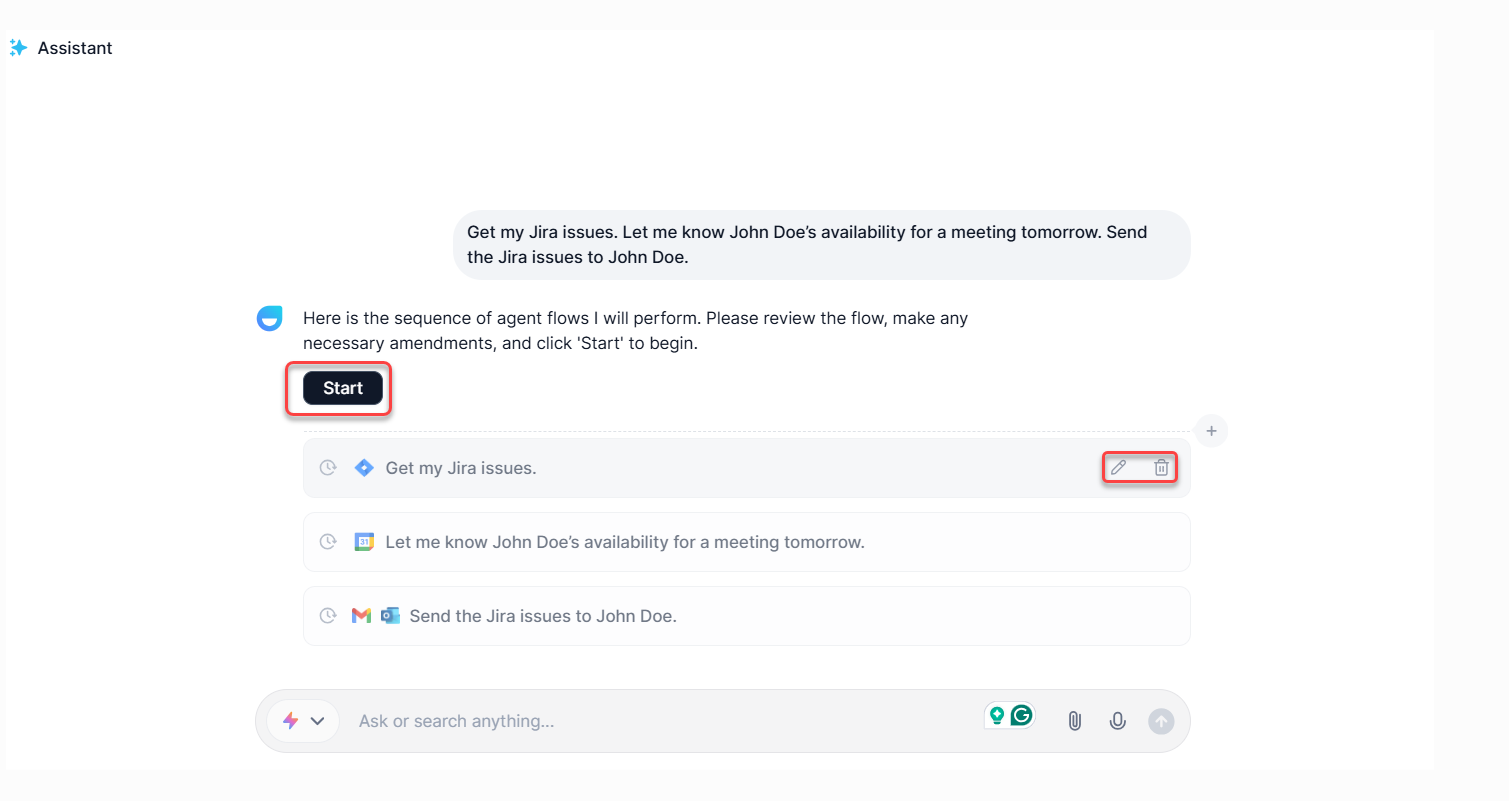 Assistant
Get my Jira issues. Let me know John Doe’s availability for a meeting tomorrow. Send
the Jira issues to John Doe.
Here is the sequence of agent flows I will perform. Please review the flow, make any
necessary amendments, and click 'Start' to begin.
Start
Get my Jira issues.
31 Let me know John Doe’s availability for a meeting tomorrow.
Send the Jira issues to John Doe.
Ask or search anything...